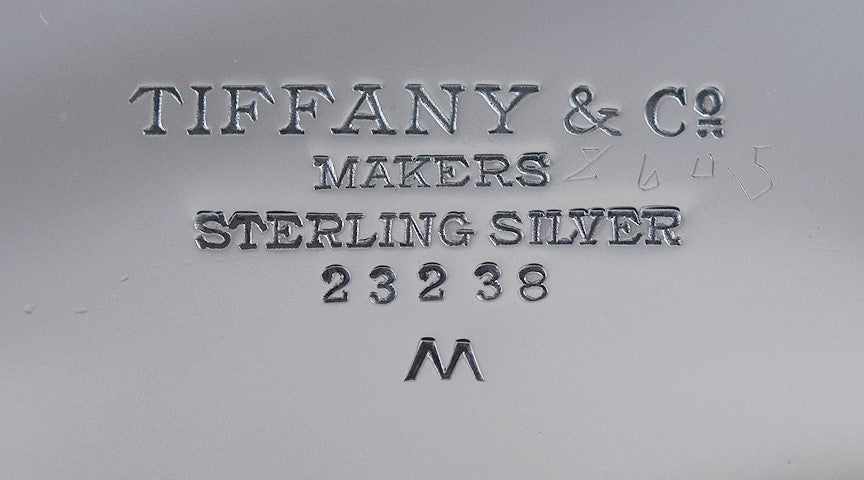 TIFFANY & Cº
MAKERS
STERLING SILVER
23238
M